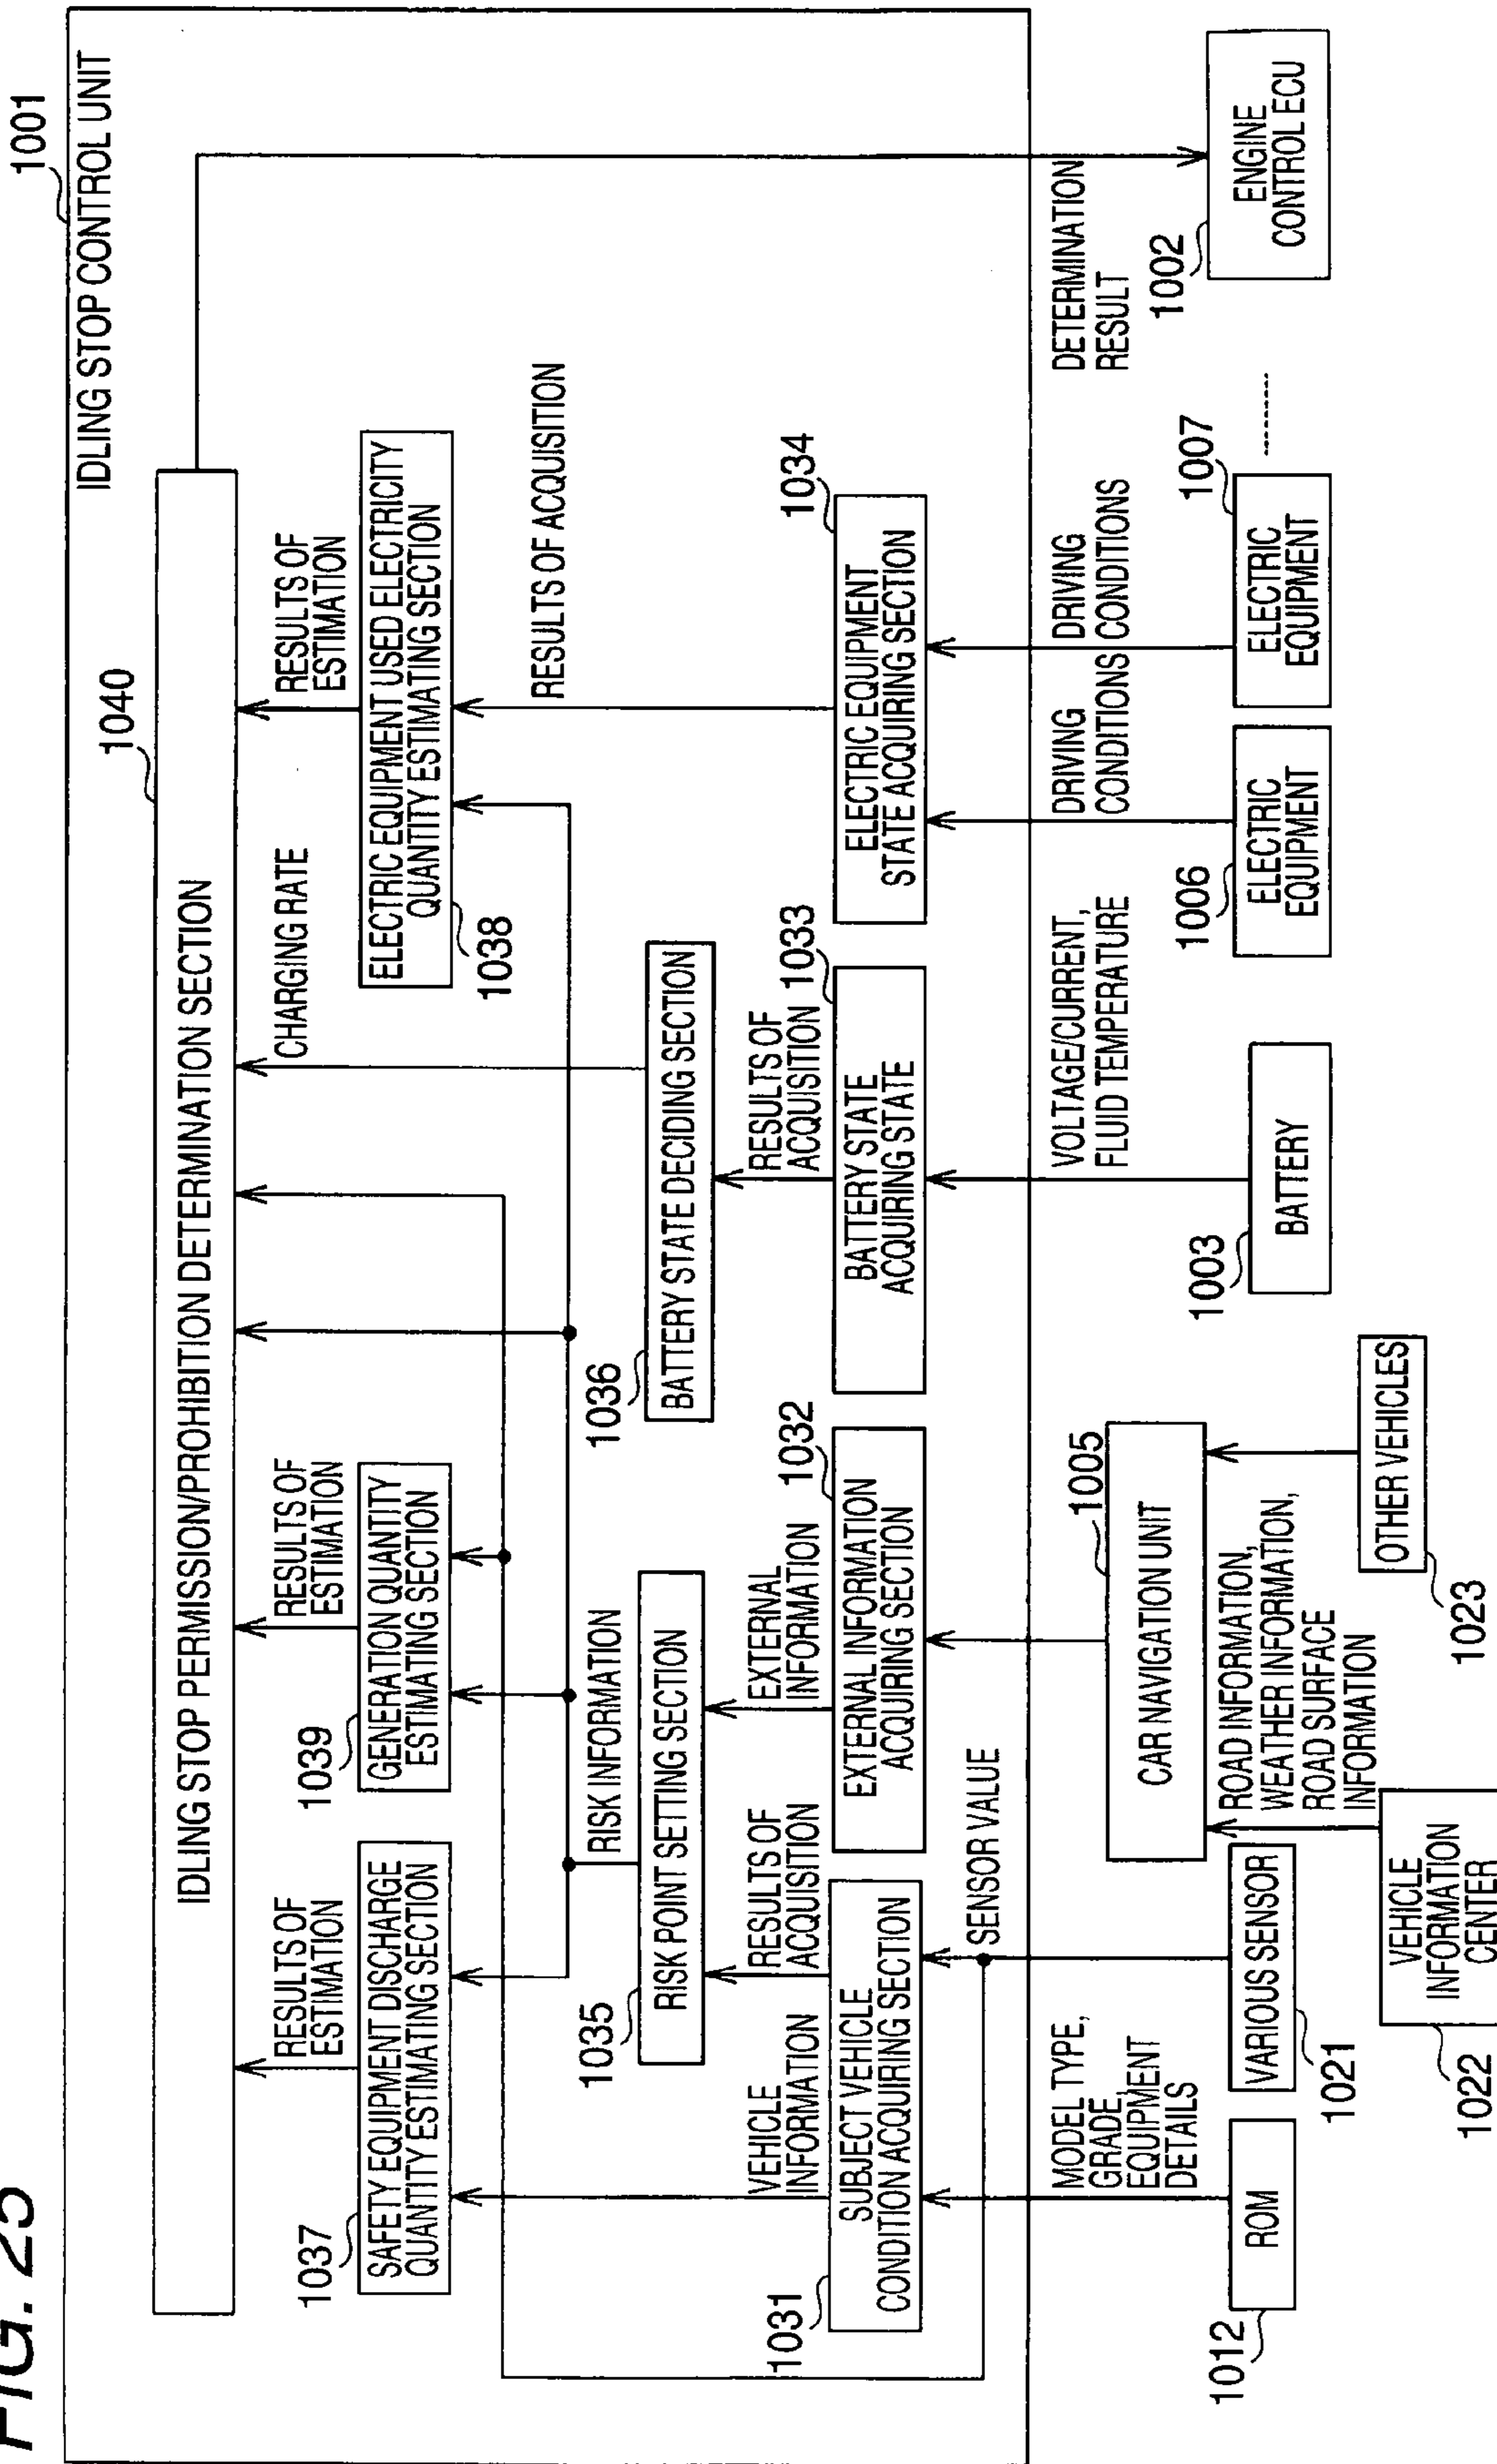 FIG. 25
1001
IDLING STOP CONTROL UNIT
1040
IDLING STOP PERMISSION/PROHIBITION DETERMINATION SECTION
RESULTS OF
ESTIMATION
RESULTS OF
ESTIMATION
CHARGING RATE
RESULTS OF
ESTIMATION
1037
SAFETY EQUIPMENT DISCHARGE
QUANTITY ESTIMATING SECTION
1039
GENERATION QUANTITY
ESTIMATING SECTION
ELECTRIC EQUIPMENT USED ELECTRICITY
QUANTITY ESTIMATING SECTION
1038
RISK INFORMATION
RESULTS OF ACQUISITION
1035
RISK POINT SETTING SECTION
1036
BATTERY STATE DECIDING SECTION
VEHICLE
INFORMATION
RESULTS OF
ACQUISITION
EXTERNAL
INFORMATION
RESULTS OF
ACQUISITION
1031
SUBJECT VEHICLE
CONDITION ACQUIRING SECTION
1032
EXTERNAL INFORMATION
ACQUIRING SECTION
1033
BATTERY STATE
ACQUIRING STATE
1034
ELECTRIC EQUIPMENT
STATE ACQUIRING SECTION
SENSOR VALUE
MODEL TYPE,
GRADE,
EQUIPMENT
DETAILS
VOLTAGE/CURRENT,
FLUID TEMPERATURE
DRIVING
CONDITIONS
DRIVING
CONDITIONS
DETERMINATION
RESULT
1012
ROM
1021
VARIOUS SENSOR
1005
CAR NAVIGATION UNIT
1003
BATTERY
1006
ELECTRIC
EQUIPMENT
1007
ELECTRIC
EQUIPMENT
1002
ENGINE
CONTROL ECU
ROAD INFORMATION,
WEATHER INFORMATION,
ROAD SURFACE
INFORMATION
1022
VEHICLE
INFORMATION
CENTER
1023
OTHER VEHICLES